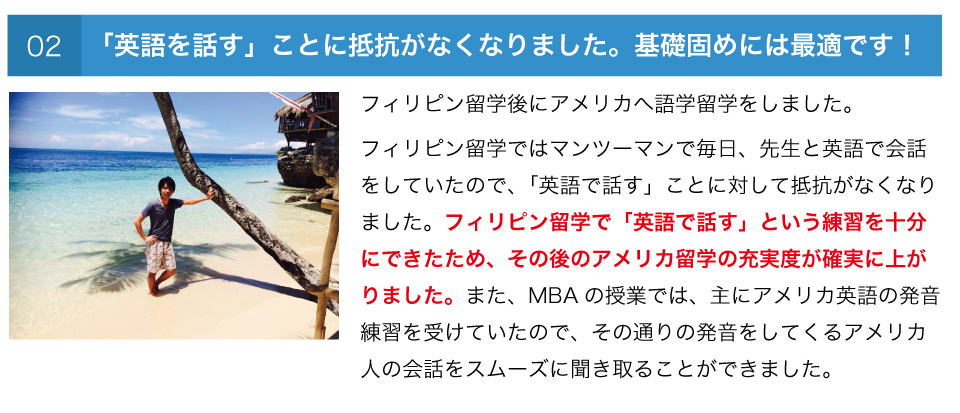 02 「英語を話す」ことに抵抗がなくなりました。基礎固めには最適です！
フィリピン留学後にアメリカへ語学留学をしました。
フィリピン留学ではマンツーマンで毎日、先生と英語で会話
をしていたので、「英語で話す」ことに対して抵抗がなくなり
ました。フィリピン留学で「英語で話す」という練習を十分
にできたため、その後のアメリカ留学の充実度が確実に上が
りました。また、MBA の授業では、主にアメリカ英語の発音
練習を受けていたので、その通りの発音をしてくるアメリカ
人の会話をスムーズに聞き取ることができました。